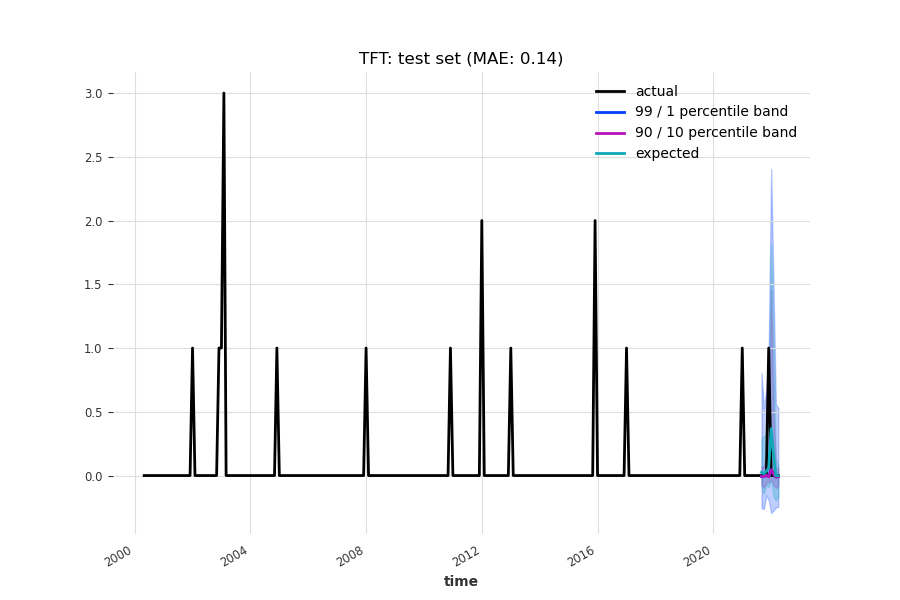 TFT: test set (MAE: 0.14)
actual
99 / 1 percentile band
90 / 10 percentile band
expected
3.0
2.5
2.0
1.5
1.0
0.5
0.0
2000
2004
2008
2012
2016
2020
time